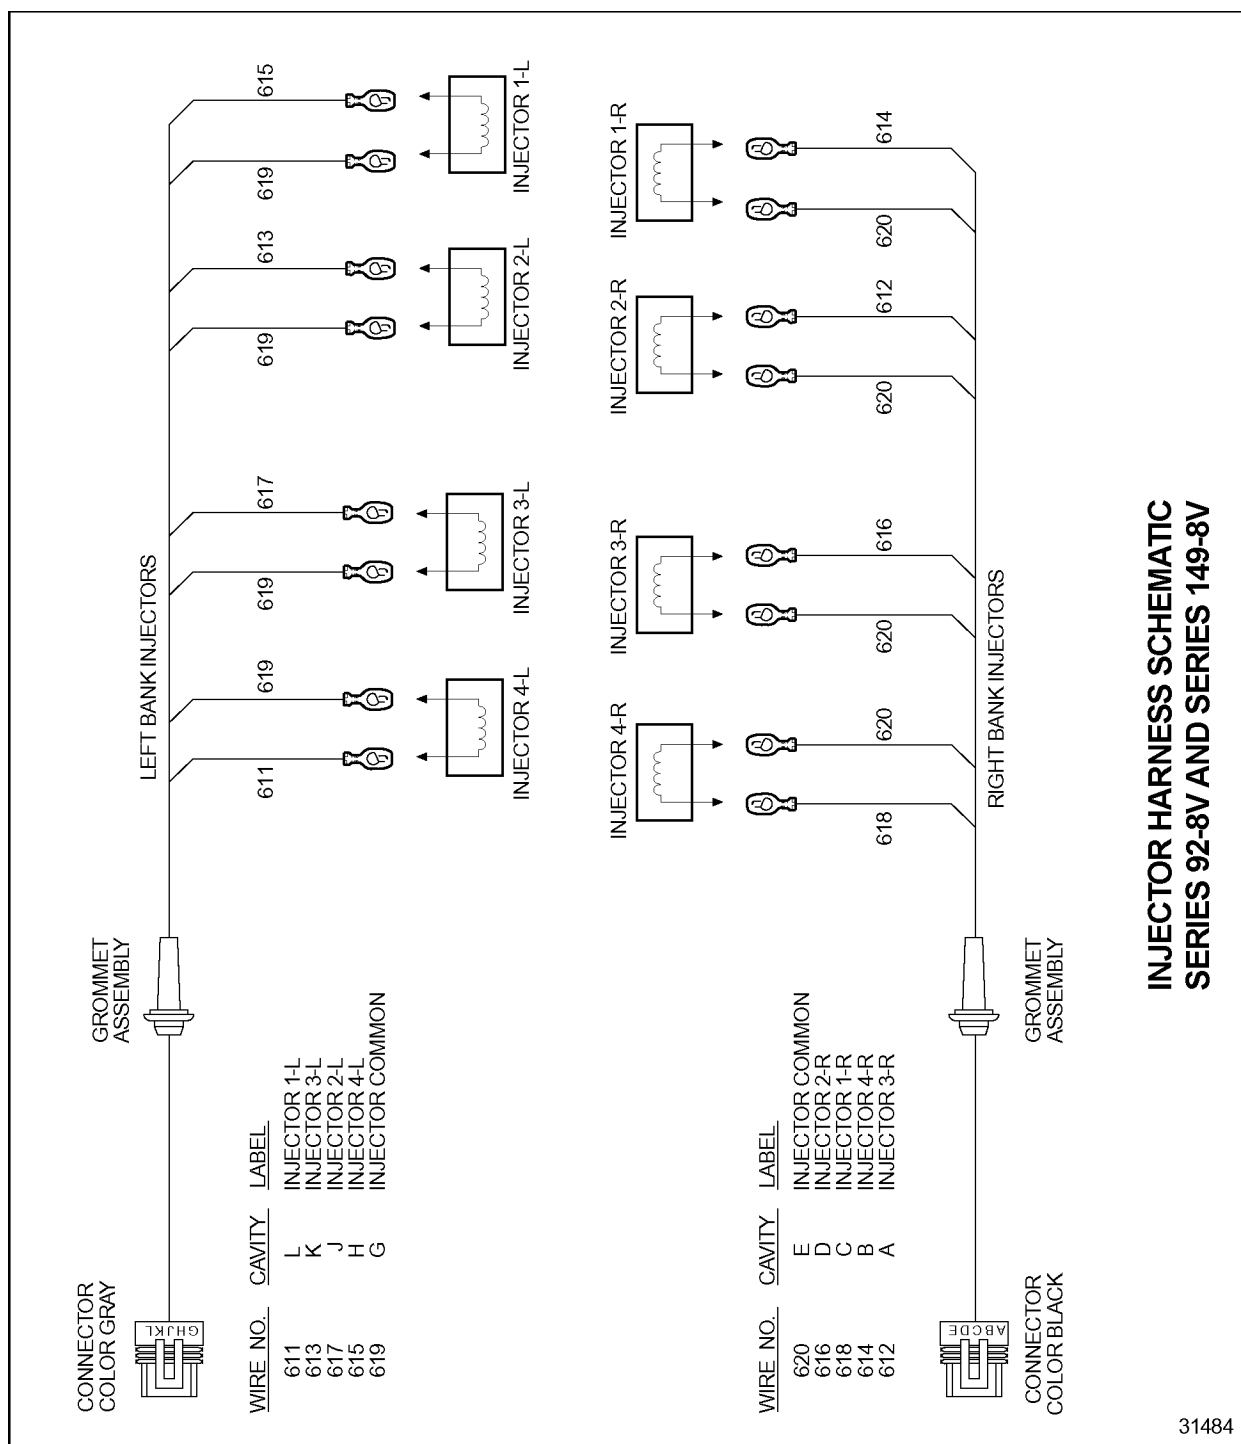 CONNECTOR
COLOR GRAY
GROMMET
ASSEMBLY
LEFT BANK INJECTORS
GHJKL
611
619
619
617
619
613
619
615
WIRE NO. CAVITY LABEL
611 L INJECTOR 1-L
613 K INJECTOR 3-L
617 J INJECTOR 2-L
615 H INJECTOR 4-L
619 G INJECTOR COMMON
INJECTOR 4-L
INJECTOR 3-L
INJECTOR 2-L
INJECTOR 1-L
INJECTOR 4-R
INJECTOR 3-R
INJECTOR 2-R
INJECTOR 1-R
WIRE NO. CAVITY LABEL
620 E INJECTOR COMMON
616 D INJECTOR 2-R
618 C INJECTOR 1-R
614 B INJECTOR 4-R
612 A INJECTOR 3-R
618
620
620
616
620
612
620
614
ABCDE
RIGHT BANK INJECTORS
CONNECTOR
COLOR BLACK
GROMMET
ASSEMBLY
INJECTOR HARNESS SCHEMATIC
SERIES 92-8V AND SERIES 149-8V
31484